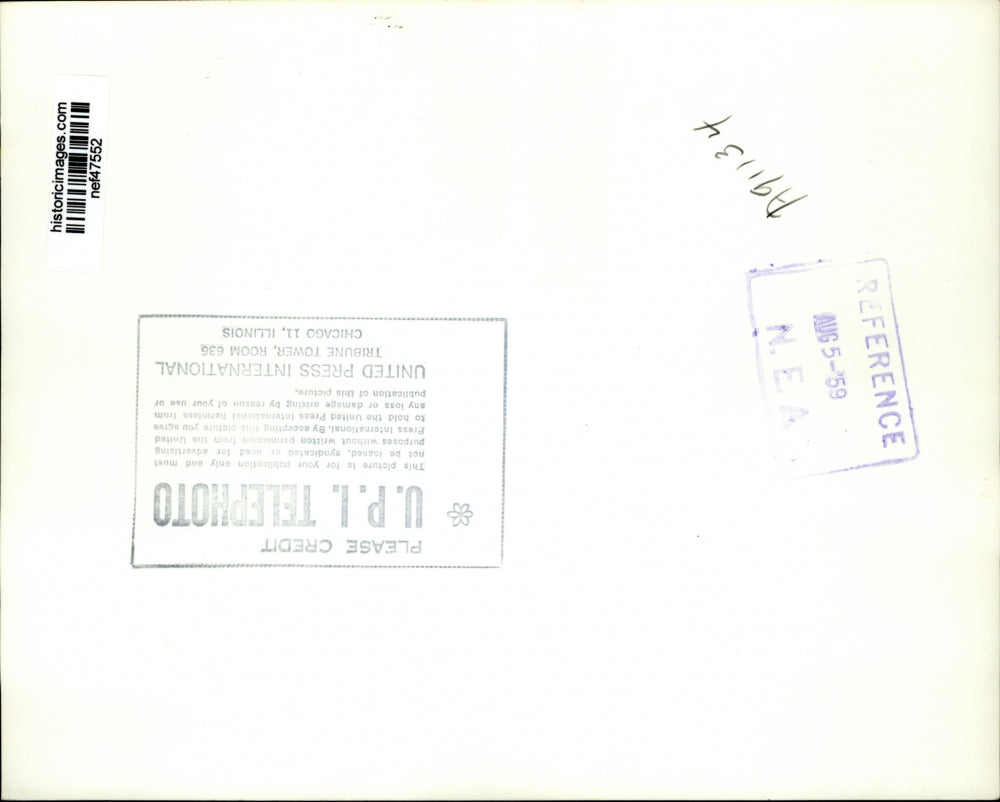 historicimages.com
nef47552
A91134
REFERENCE
AUG 5-'59
N.E.A.
PLEASE CREDIT
U.P.I. TELEPHOTO
This picture is for your publication only and must
not be loaned, syndicated or used for advertising
purposes without written permission from the United
Press International. By accepting this picture you agree
to hold the United Press International harmless from
any loss or damage arising by reason of your use or
publication of this picture.
UNITED PRESS INTERNATIONAL
TRIBUNE TOWER, ROOM 636
CHICAGO 11, ILLINOIS